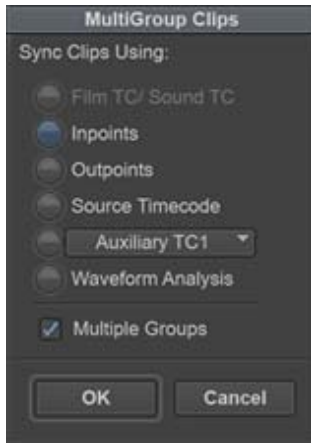 MultiGroup Clips
Sync Clips Using:
Film TC/ Sound TC
Inpoints
Outpoints
Source Timecode
Auxiliary TC1
Waveform Analysis
Multiple Groups
OK Cancel